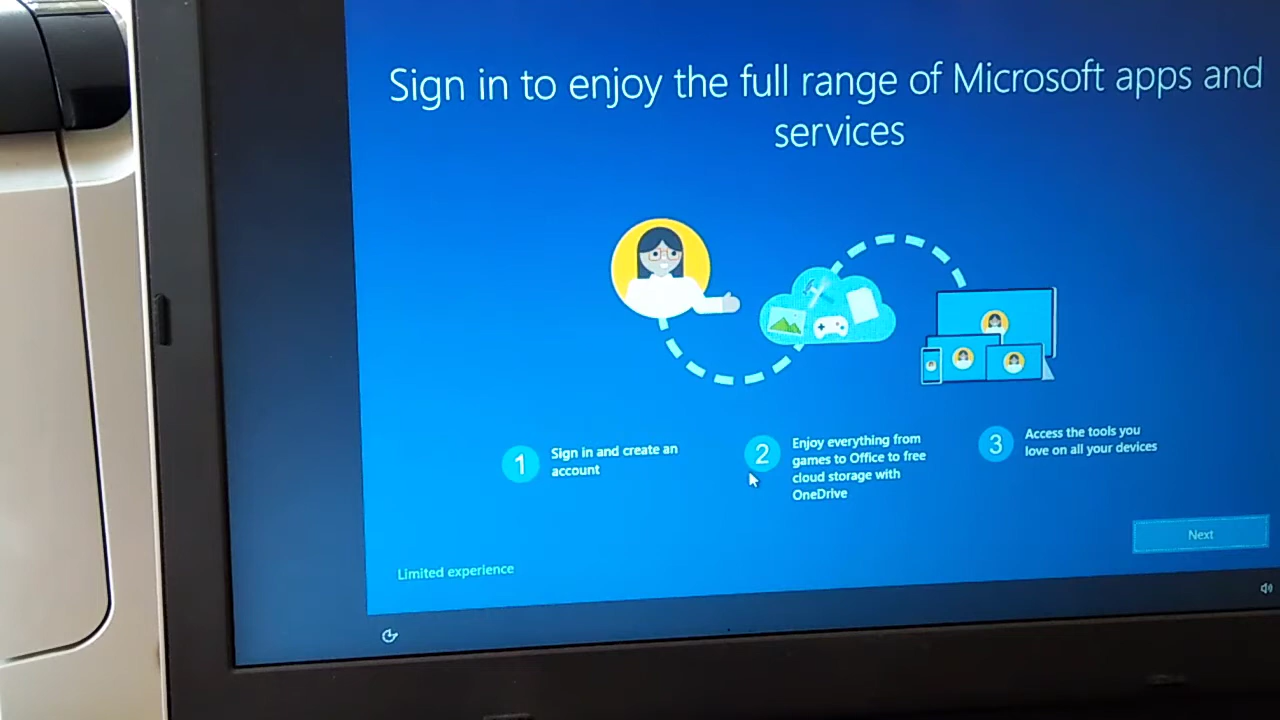 Sign in to enjoy the full range of Microsoft apps and
services
1
Sign in and create an
account
2
Enjoy everything from
games to Office to free
cloud storage with
OneDrive
3
Access the tools you
love on all your devices
Next
Limited experience